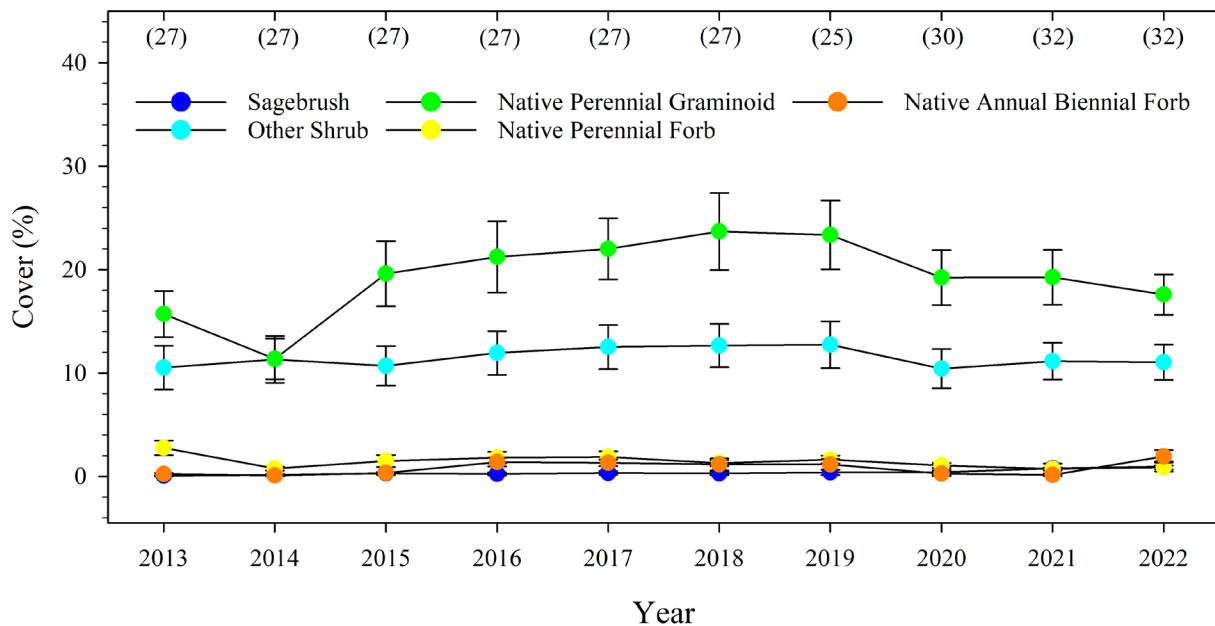 (27) (27) (27) (27) (27) (27) (25) (30) (32) (32)
40
Sagebrush Native Perennial Graminoid Native Annual Biennial Forb
Other Shrub Native Perennial Forb
30
20
10
0
Cover (%)
2013 2014 2015 2016 2017 2018 2019 2020 2021 2022
Year